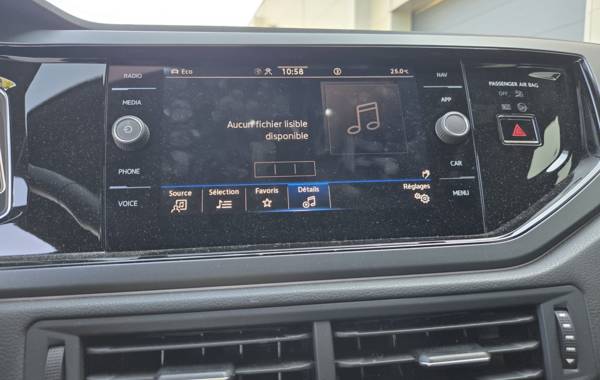 RADIO
MEDIA
PHONE
VOICE
Eco
10:58
25.0°C
Aucun fichier lisible
disponible
Source
Sélection
Favoris
Détails
Réglages
NAV
APP
CAR
MENU
PASSENGER AIR BAG
OFF